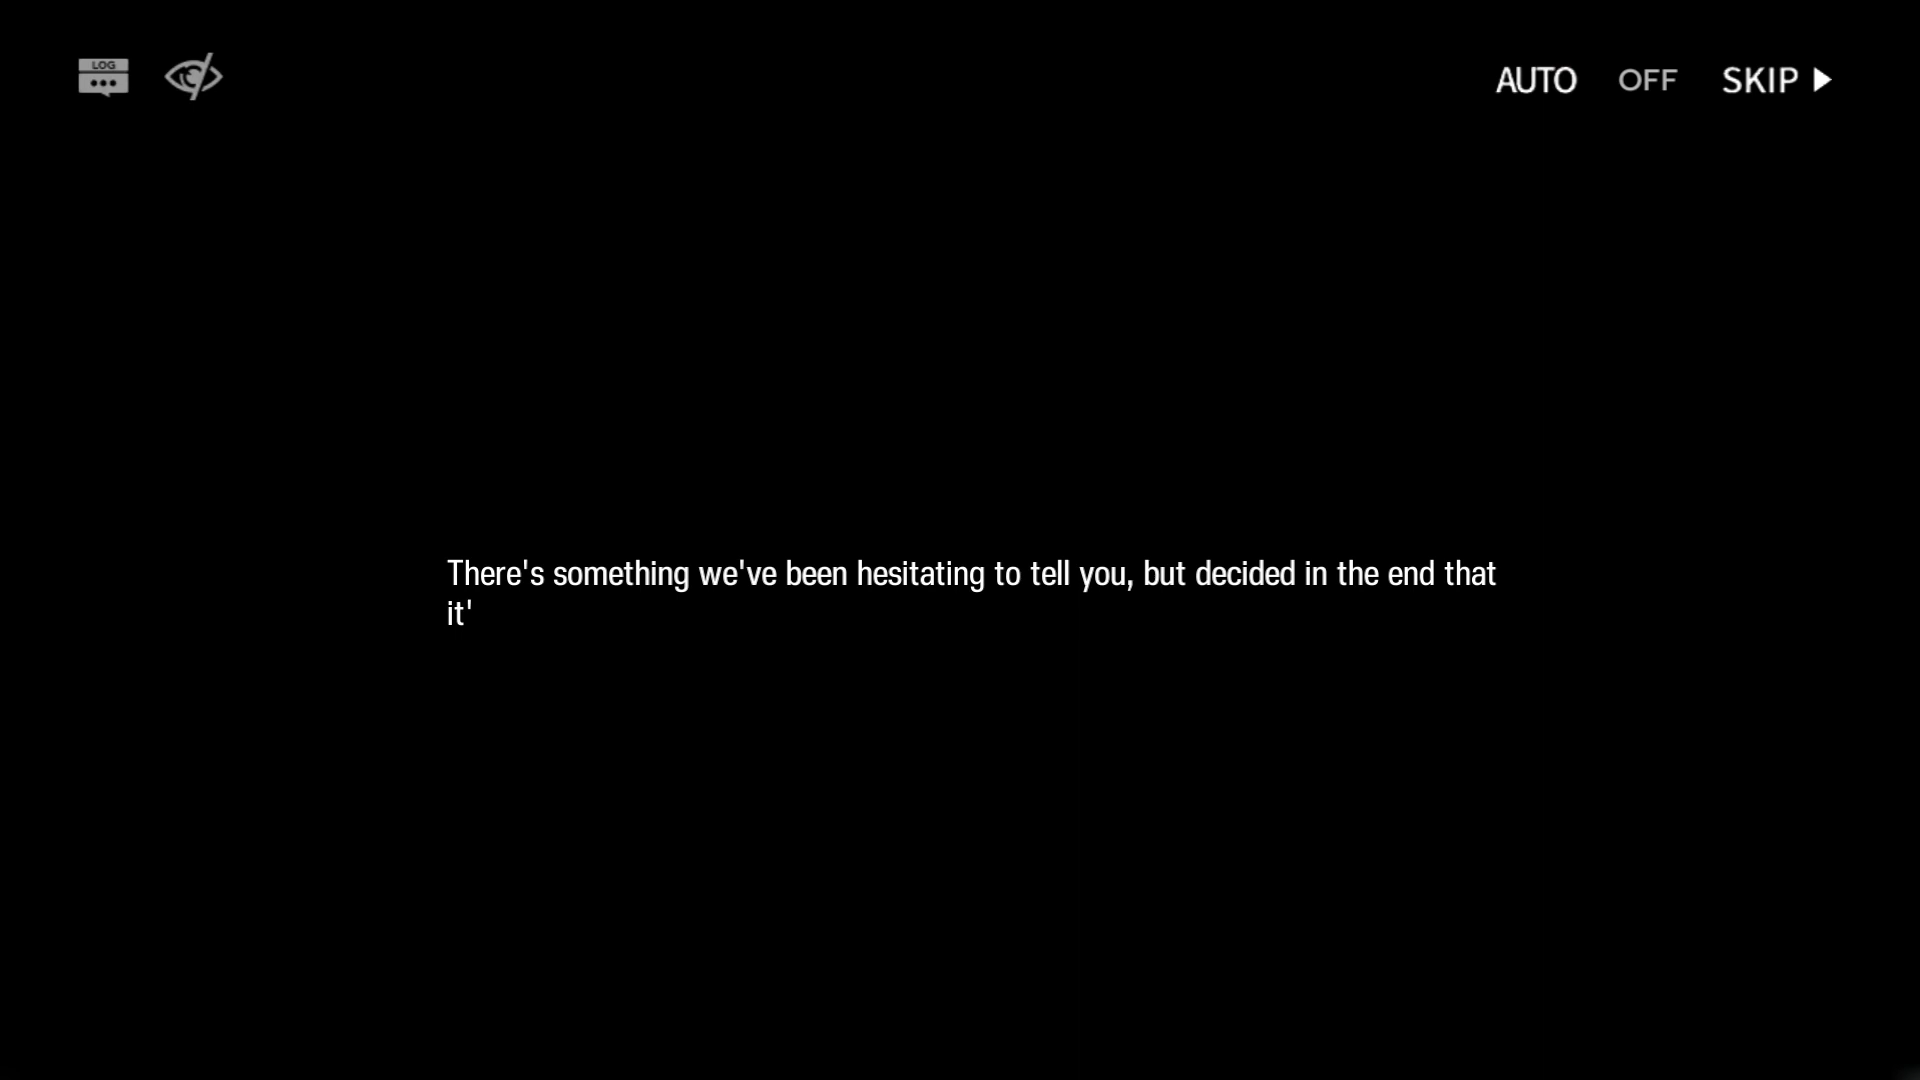 LOG
AUTO OFF SKIP
There's something we've been hesitating to tell you, but decided in the end that
it'